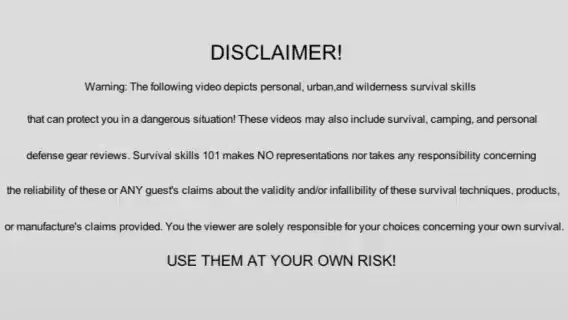 DISCLAIMER!
Warning: The following video depicts personal, urban,and wilderness survival skills
that can protect you in a dangerous situation! These videos may also include survival, camping, and personal
defense gear reviews. Survival skills 101 makes NO representations nor takes any responsibility concerning
the reliability of these or ANY guest's claims about the validity and/or infallibility of these survival techniques, products,
or manufacture's claims provided. You the viewer are solely responsible for your choices concerning your own survival.
USE THEM AT YOUR OWN RISK!